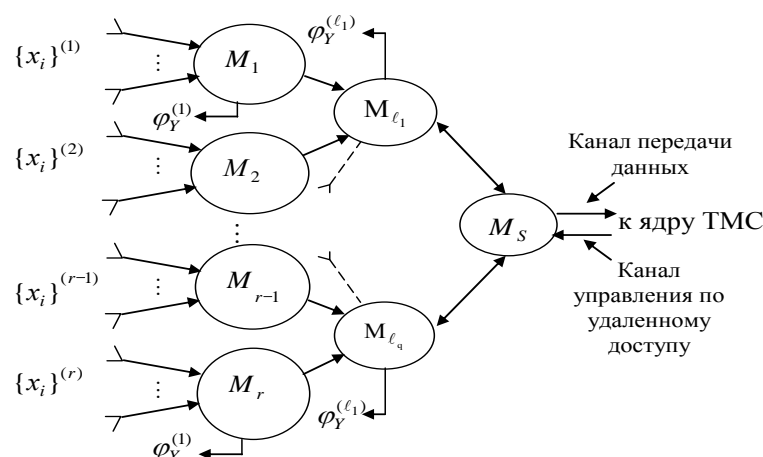 {x_i}^(1)
M_1
φ_Y^(ℓ_1)
φ_Y^(1)
M_ℓ_1
{x_i}^(2)
M_2
Канал передачи
данных
M_S
к ядру ТМС
{x_i}^(r−1)
M_r−1
Канал
управления по
удаленному
доступу
M_ℓ_q
{x_i}^(r)
M_r
φ_Y^(ℓ_1)
φ_Y^(1)